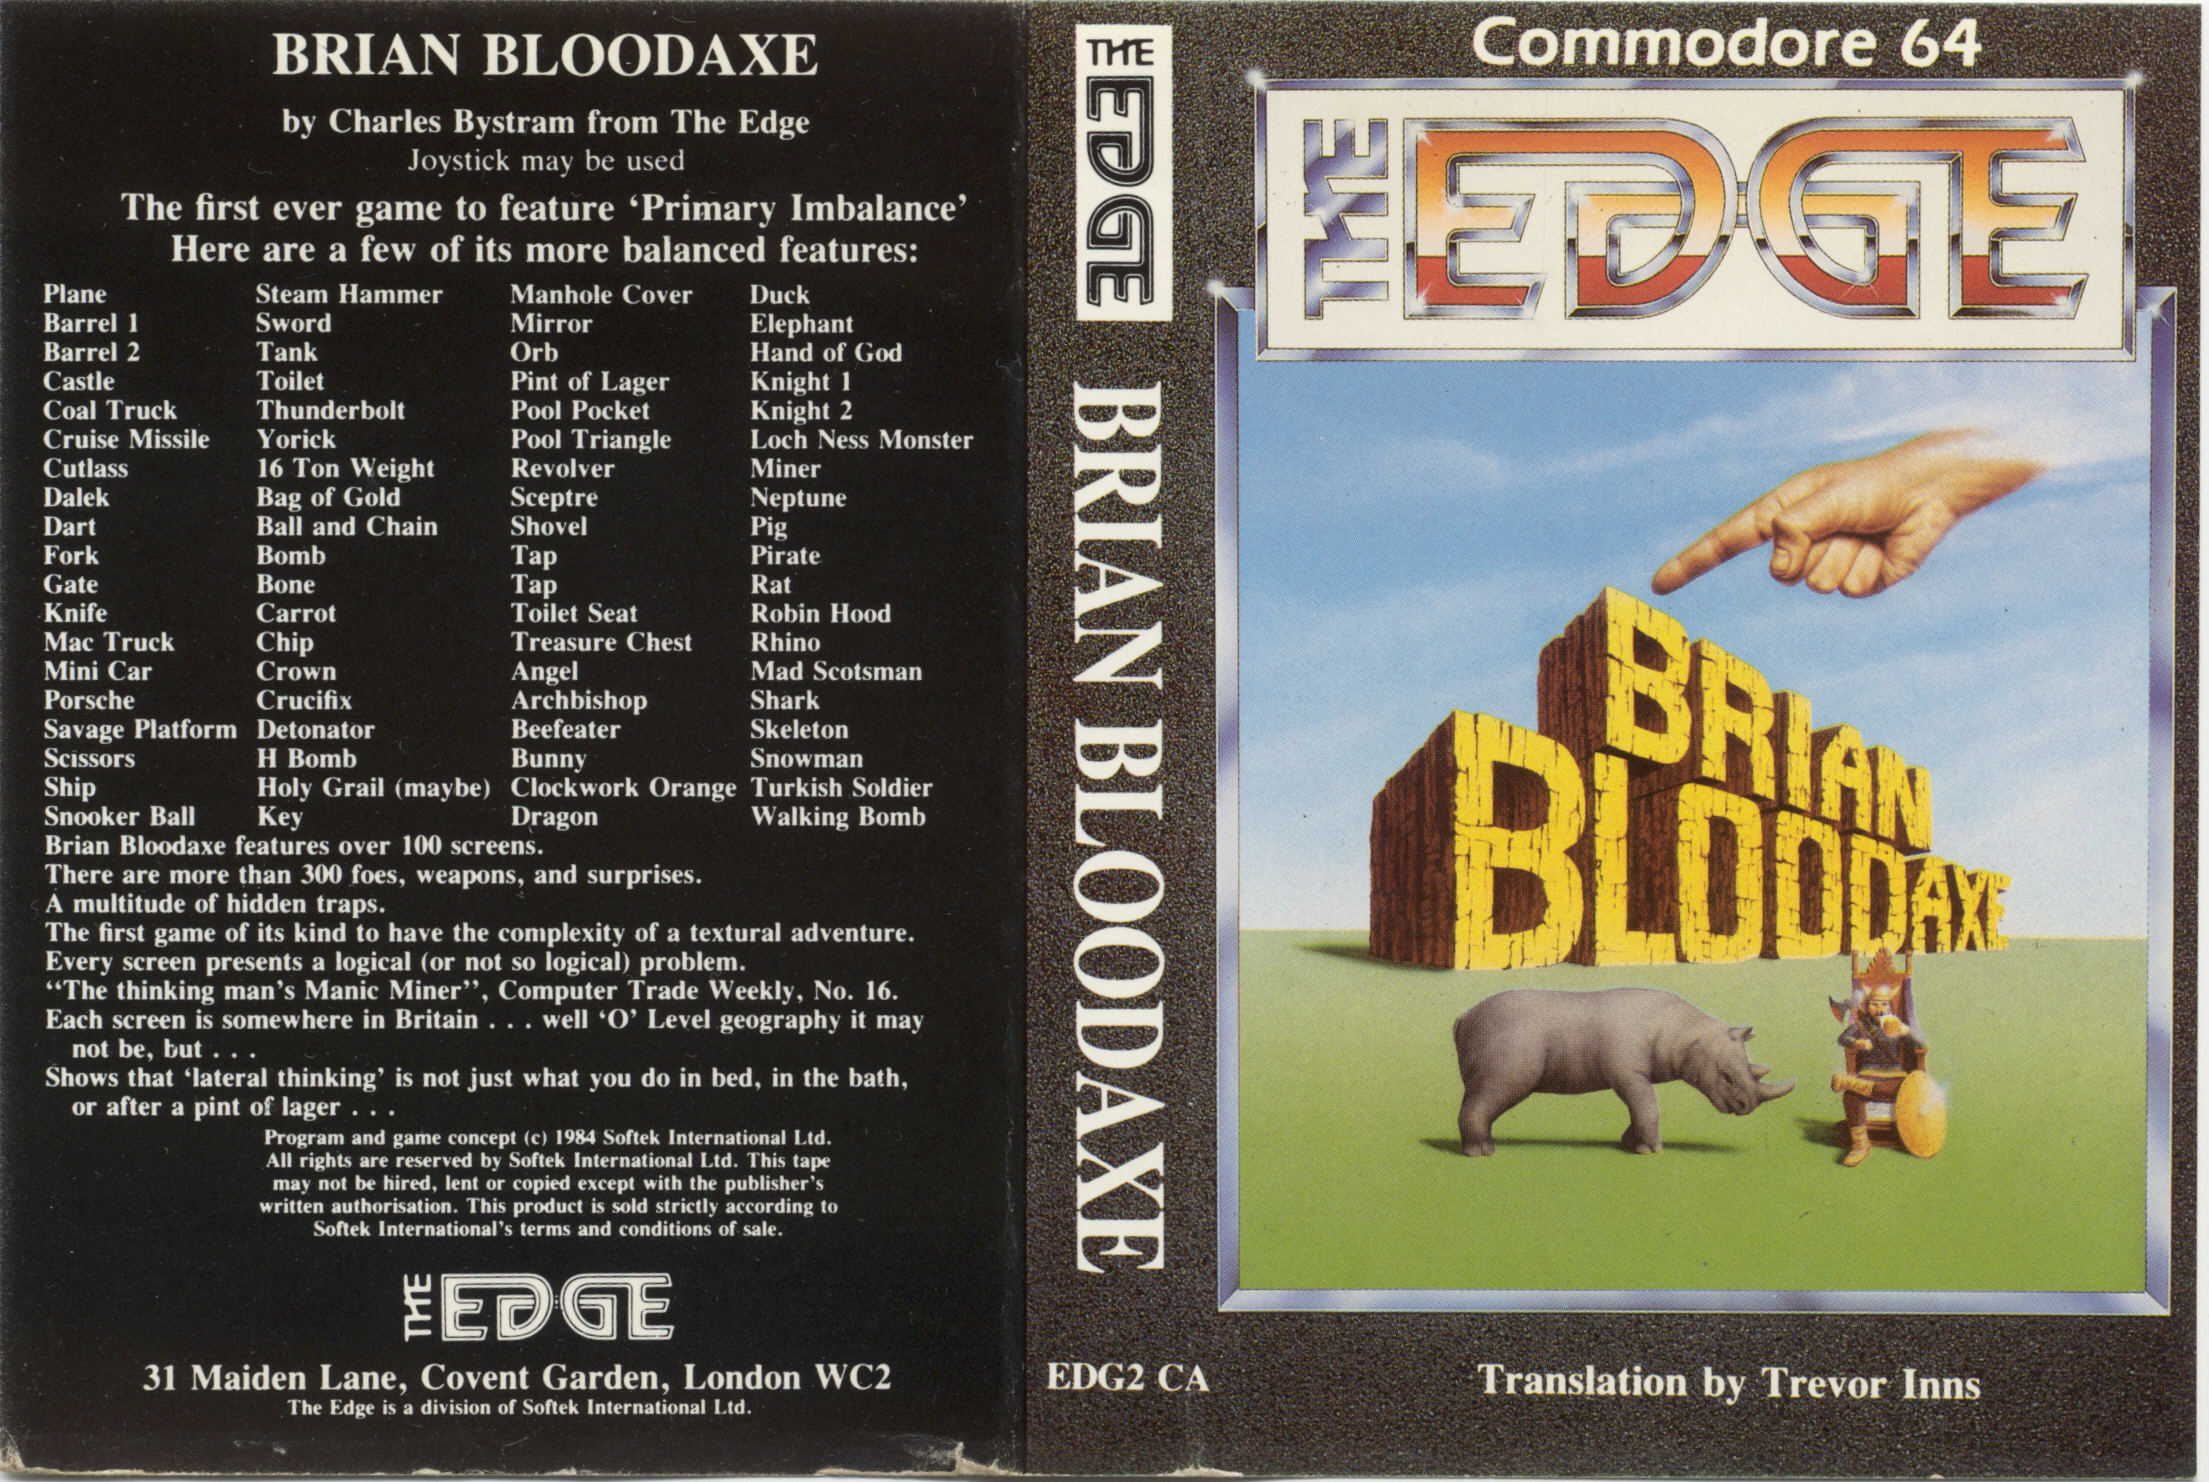 BRIAN BLOODAXE
by Charles Bystram from The Edge
Joystick may be used
The first ever game to feature ‘Primary Imbalance’
Here are a few of its more balanced features:
Plane Steam Hammer Manhole Cover Duck
Barrel 1 Sword Mirror Elephant
Barrel 2 Tank Orb Hand of God
Castle Toilet Pint of Lager Knight 1
Coal Truck Thunderbolt Pool Pocket Knight 2
Cruise Missile Yorick Pool Triangle Loch Ness Monster
Cutlass 16 Ton Weight Revolver Miner
Dalek Bag of Gold Sceptre Neptune
Dart Ball and Chain Shovel Pig
Fork Bomb Tap Pirate
Gate Bone Tap Rat
Knife Carrot Toilet Seat Robin Hood
Mac Truck Chip Treasure Chest Rhino
Mini Car Crown Angel Mad Scotsman
Porsche Crucifix Archbishop Shark
Savage Platform Detonator Beefeater Skeleton
Scissors H Bomb Bunny Snowman
Ship Holy Grail (maybe) Clockwork Orange Turkish Soldier
Snooker Ball Key Dragon Walking Bomb
Brian Bloodaxe features over 100 screens.
There are more than 300 foes, weapons, and surprises.
A multitude of hidden traps.
The first game of its kind to have the complexity of a textural adventure.
Every screen presents a logical (or not so logical) problem.
“The thinking man's Manic Miner”, Computer Trade Weekly, No. 16.
Each screen is somewhere in Britain . . . well ‘O’ Level geography it may
not be, but . . .
Shows that ‘lateral thinking’ is not just what you do in bed, in the bath,
or after a pint of lager . . .
Program and game concept (c) 1984 Softek International Ltd.
All rights are reserved by Softek International Ltd. This tape
may not be hired, lent or copied except with the publisher's
written authorisation. This product is sold strictly according to
Softek International's terms and conditions of sale.
THE EDGE
31 Maiden Lane, Covent Garden, London WC2
The Edge is a division of Softek International Ltd.
THE EDGE
BRIAN BLOODAXE
EDG2 CA
Commodore 64
THE EDGE
BRIAN
BLOODAXE
Translation by Trevor Inns